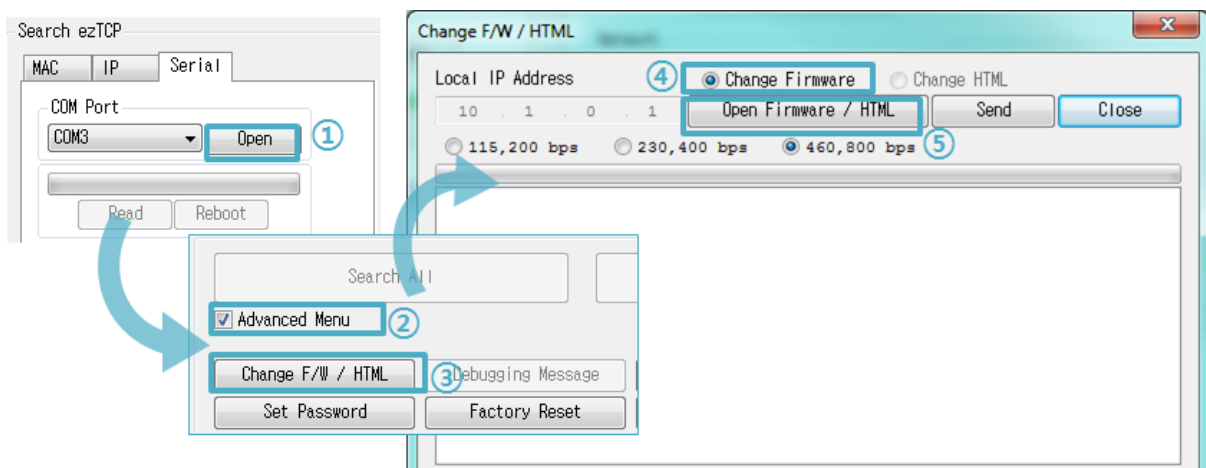 Search ezTCP
MAC IP Serial
COM Port
COM3 Open ①
Read Reboot
Search All
Advanced Menu ②
Change F/W / HTML ③ Debugging Message
Set Password Factory Reset
Change F/W / HTML
Local IP Address ④ Change Firmware Change HTML
10 . 1 . 0 . 1 Open Firmware / HTML Send Close
115,200 bps 230,400 bps 460,800 bps ⑤